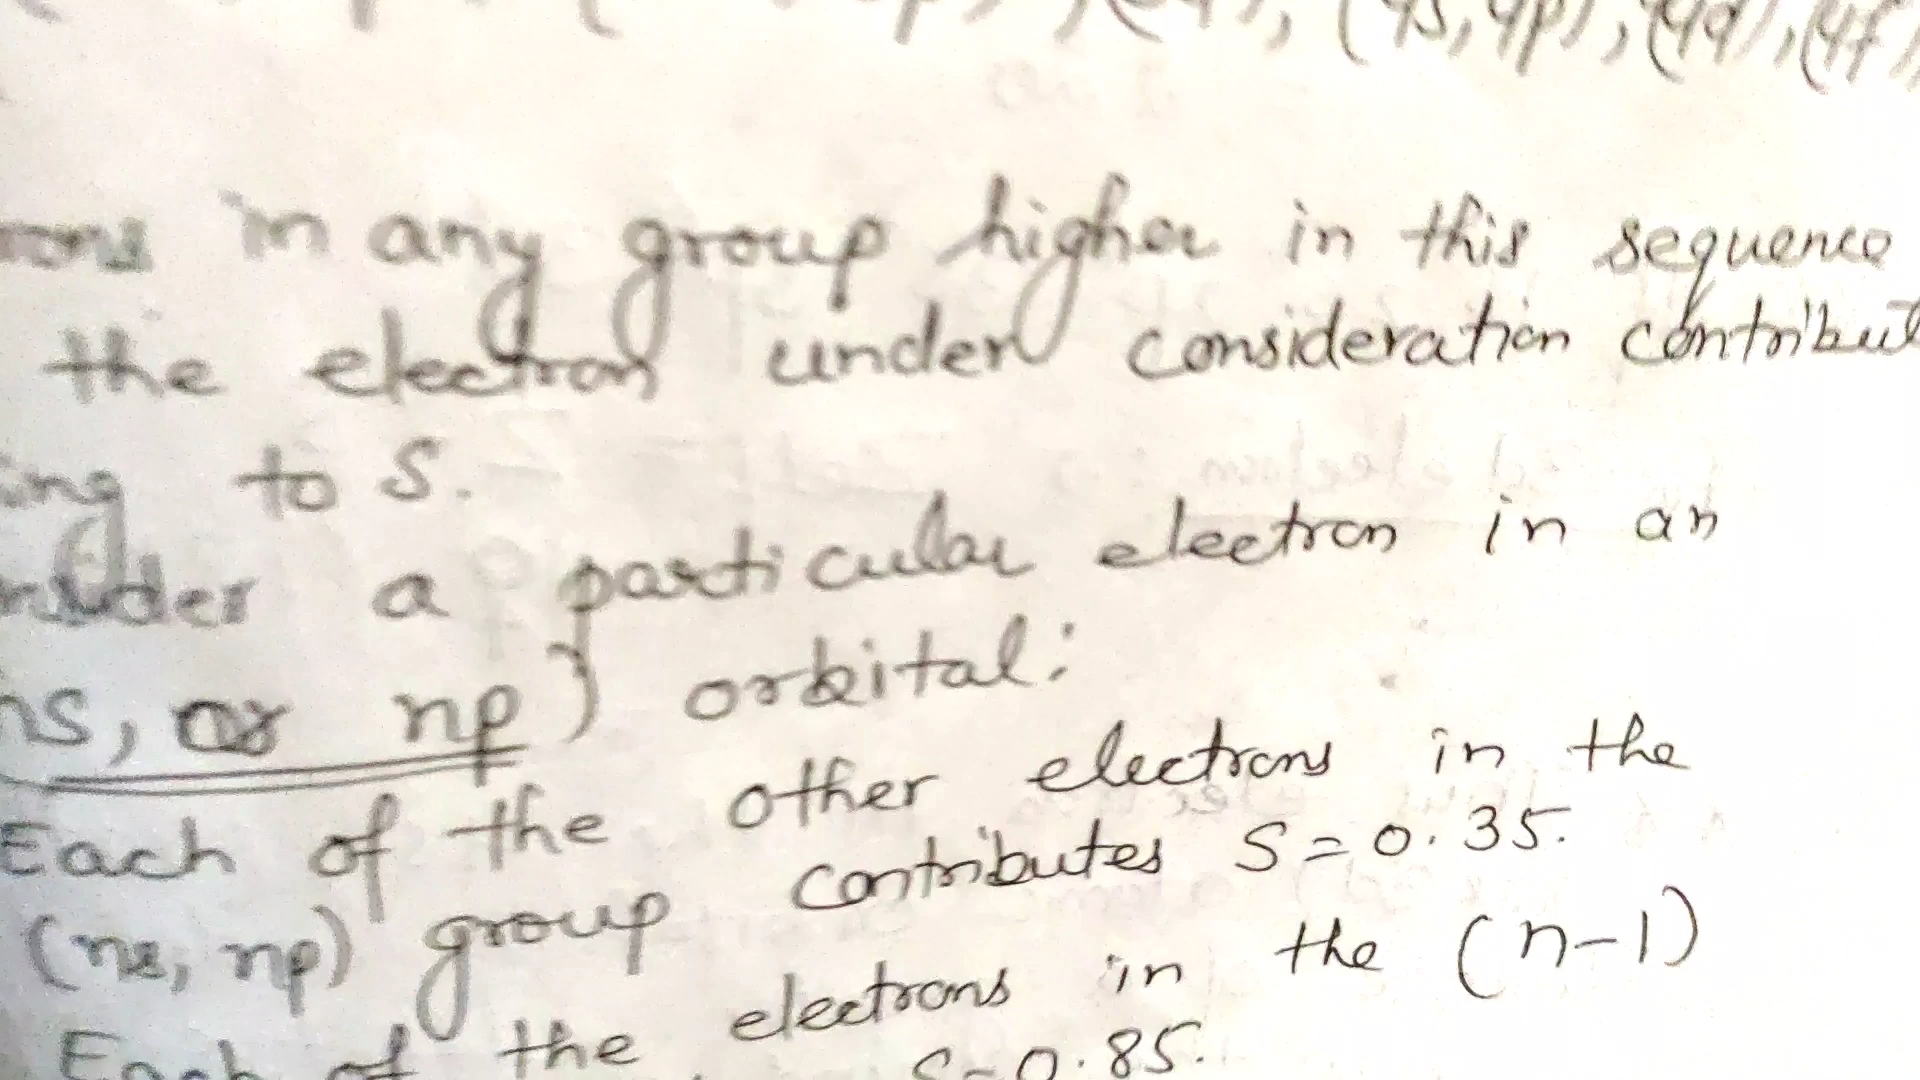 (4s, 4p), (4d), (4f),
in any group higher in this sequence
the electron under consideration contribut
to S.
a particular electron in an
ns, or np) orbital:
Each of the other electrons in the
(ns, np) group contributes S = 0.35.
Each of the electrons in the (n-1)
S=0.85.